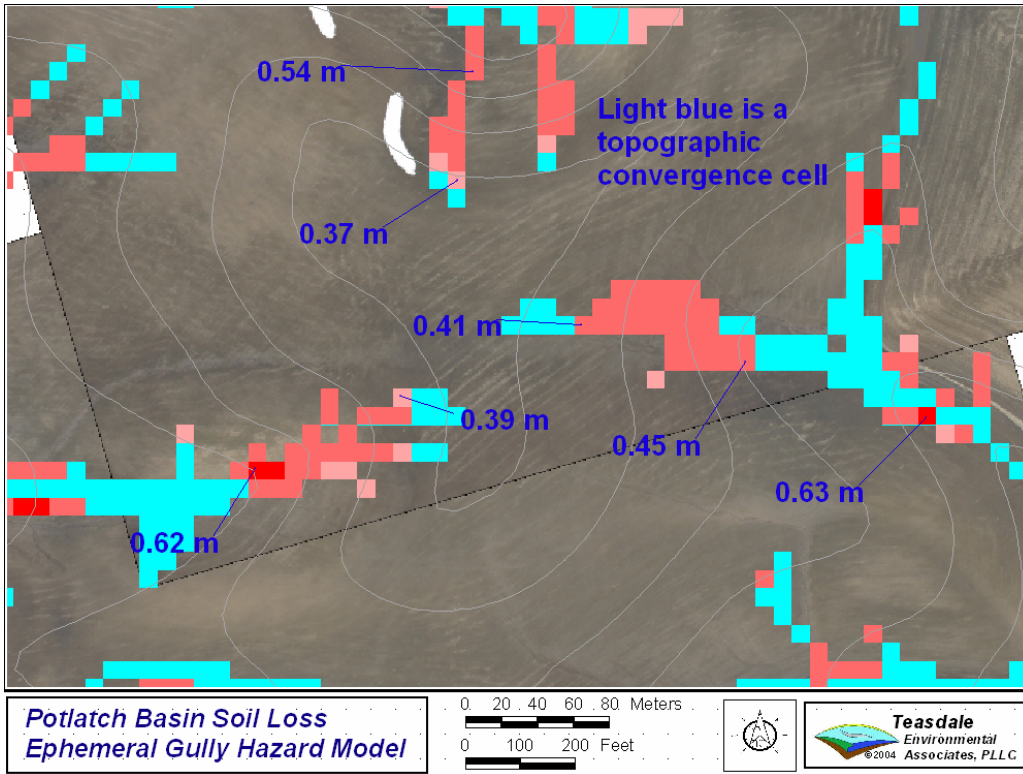 0.54 m
Light blue is a
topographic
convergence cell
0.37 m
0.41 m
0.39 m
0.45 m
0.63 m
0.62 m
Potlatch Basin Soil Loss
Ephemeral Gully Hazard Model
0 20 40 60 80 Meters
0 100 200 Feet
Teasdale
Environmental
©2004 Associates, PLLC